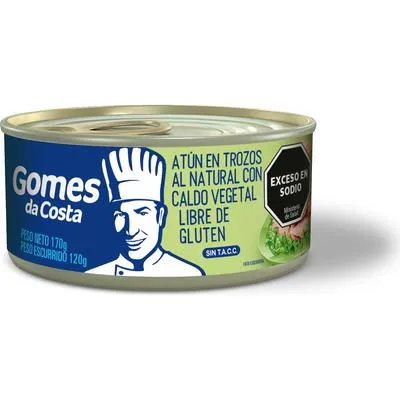 Gomes
da Costa
PESO NETO 170g
PESO ESCURRIDO 120g
ATÚN EN TROZOS
AL NATURAL CON
CALDO VEGETAL
LIBRE DE
GLUTEN
SIN T.A.C.C.
EXCESO EN
SODIO
Ministerio
de Salud